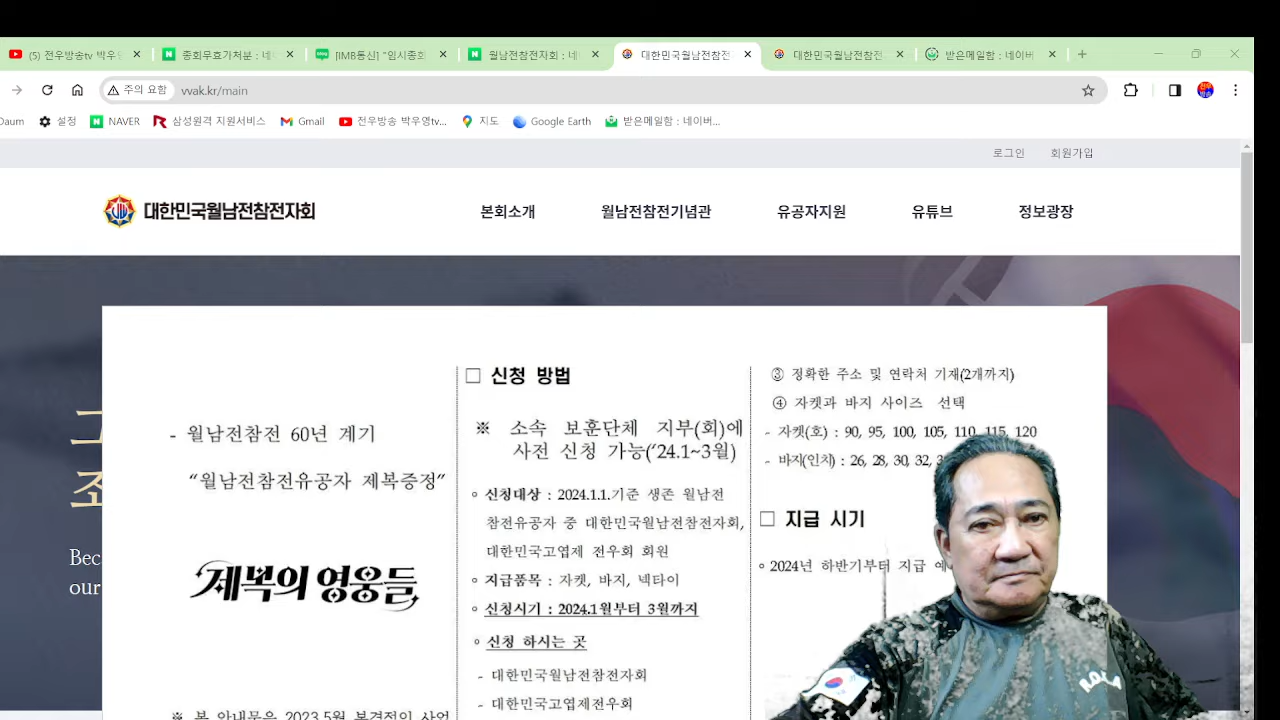 (5) 전우방송tv 박우영
중회무효가처분 : 네이
[IMB통신] "임시총회
월남전참전자회 : 네이
대한민국월남전참전
대한민국월남전참전
받은메일함 : 네이버
주의 요함
vvak.kr/main
Daum
설정
NAVER
삼성원격 지원서비스
Gmail
전우방송 박우영tv...
지도
Google Earth
받은메일함 : 네이버...
로그인
회원가입
대한민국월남전참전자회
본회소개
월남전참전기념관
유공자지원
유튜브
정보광장
Bec
our
- 월남전참전 60년 계기
"월남전참전유공자 제복증정"
제복의 영웅들
※ 본 안내문은 2023.5월 본격적인 사업
□ 신청 방법
※ 소속 보훈단체 지부(회)에
사전 신청 가능('24.1~3월)
∘ 신청대상 : 2024.1.1.기준 생존 월남전
참전유공자 중 대한민국월남전참전자회,
대한민국고엽제 전우회 회원
∘ 지급품목 : 자켓, 바지, 넥타이
∘ 신청시기 : 2024.1월부터 3월까지
∘ 신청 하시는 곳
- 대한민국월남전참전자회
- 대한민국고엽제전우회
③ 정확한 주소 및 연락처 기재(2개까지)
④ 자켓과 바지 사이즈 선택
- 자켓(호) : 90, 95, 100, 105, 110, 115, 120
- 바지(인치) : 26, 28, 30, 32,
□ 지급 시기
∘ 2024년 하반기부터 지급 예
R.O.K.A